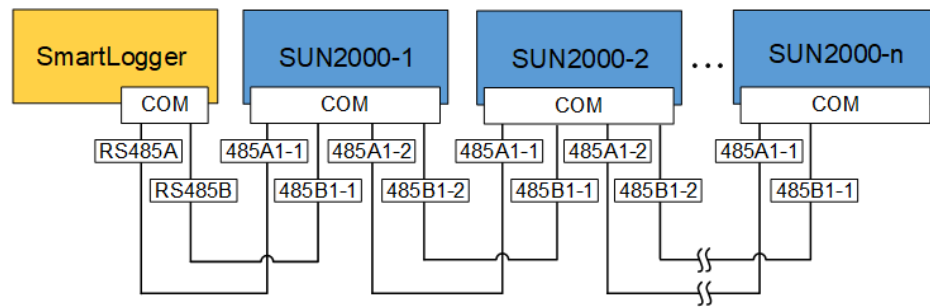 SmartLogger
SUN2000-1
SUN2000-2
...
SUN2000-n
COM
COM
COM
COM
RS485A
485A1-1
485A1-2
485A1-1
485A1-2
485A1-1
RS485B
485B1-1
485B1-2
485B1-1
485B1-2
485B1-1